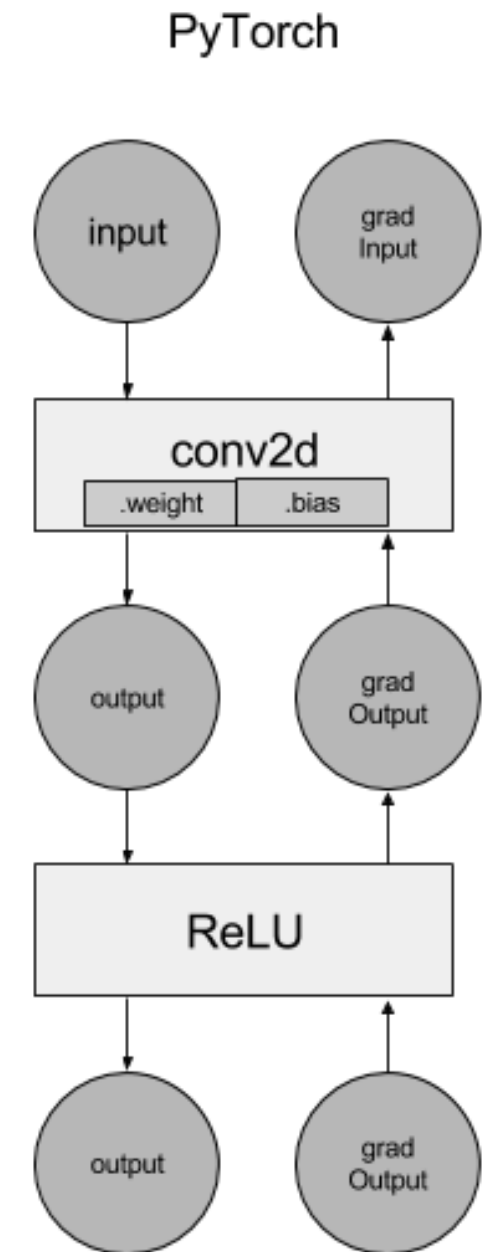 PyTorch
input
grad
Input
conv2d
.weight
.bias
output
grad
Output
ReLU
output
grad
Output